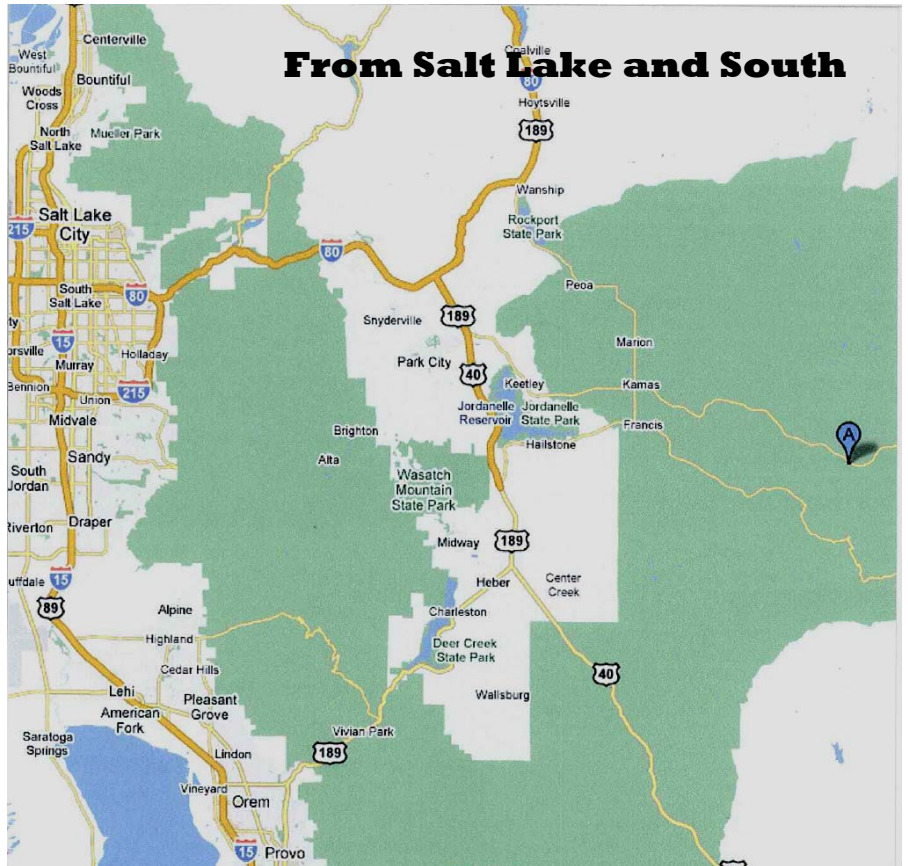 From Salt Lake and South
Centerville
West
Bountiful
Bountiful
Woods
Cross
North
Salt Lake
Mueller Park
Coalville
80
Hoytsville
189
Wanship
Rockport
State Park
Salt Lake
City
215
80
South
Salt Lake
80
Peoa
189
Snyderville
15
Holladay
Murray
Park City
Marion
40
Keetley
Kamas
Bennion
Union
215
Midvale
Jordanelle
Reservoir
Jordanelle
State Park
Francis
A
Brighton
Hailstone
Alta
Sandy
South
Jordan
Wasatch
Mountain
State Park
Draper
Riverton
Midway
189
15
uffdale
Heber
Center
Creek
89
Alpine
Charleston
Highland
Deer Creek
State Park
Cedar Hills
40
Lehi
Pleasant
Grove
Wallsburg
American
Fork
Saratoga
Springs
Vivian Park
Lindon
189
Vineyard
Orem
15
Provo